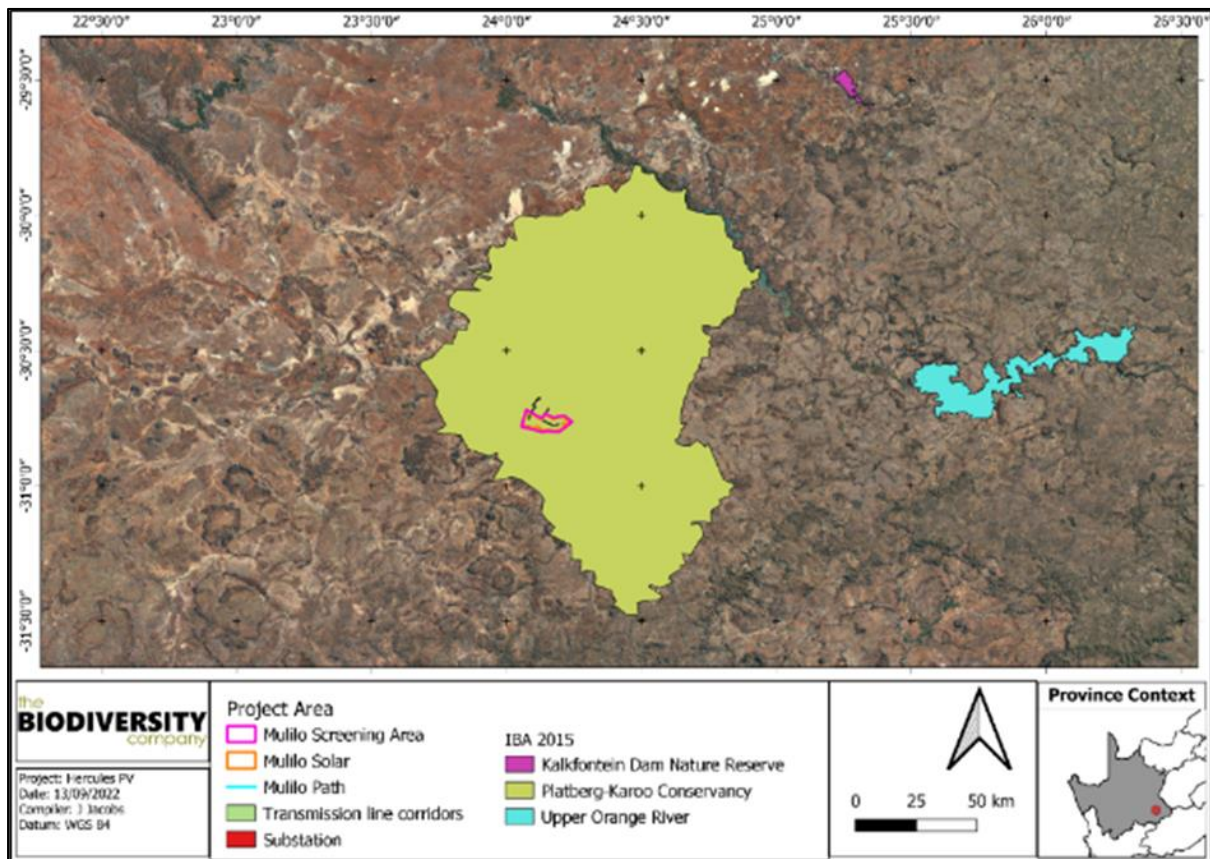 22°30'0" 23°0'0" 23°30'0" 24°0'0" 24°30'0" 25°0'0" 25°30'0" 26°0'0" 26°30'0"
-29°30'0"
-30°0'0"
-30°30'0"
-31°0'0"
-31°30'0"
the
BIODIVERSITY
company
Project: Hercules PV
Date: 13/09/2022
Compiler: J Jacobs
Datum: WGS 84
Project Area
Mulilo Screening Area
Mulilo Solar
Mulilo Path
Transmission line corridors
Substation
IBA 2015
Kalkfontein Dam Nature Reserve
Platberg-Karoo Conservancy
Upper Orange River
0 25 50 km
Province Context